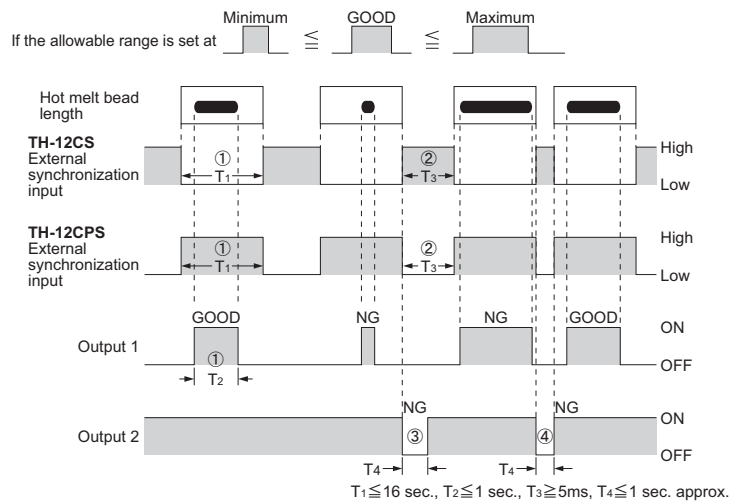 Minimum GOOD Maximum
If the allowable range is set at ≦ ≦
Hot melt bead
length
TH-12CS
External
synchronization
input
① T1
② T3
High
Low
TH-12CPS
External
synchronization
input
① T1
② T3
High
Low
GOOD NG NG GOOD
Output 1
①
T2
ON
OFF
NG NG
Output 2
③ ④
ON
OFF
T4 T4
T1≦16 sec., T2≦1 sec., T3≧5ms, T4≦1 sec. approx.